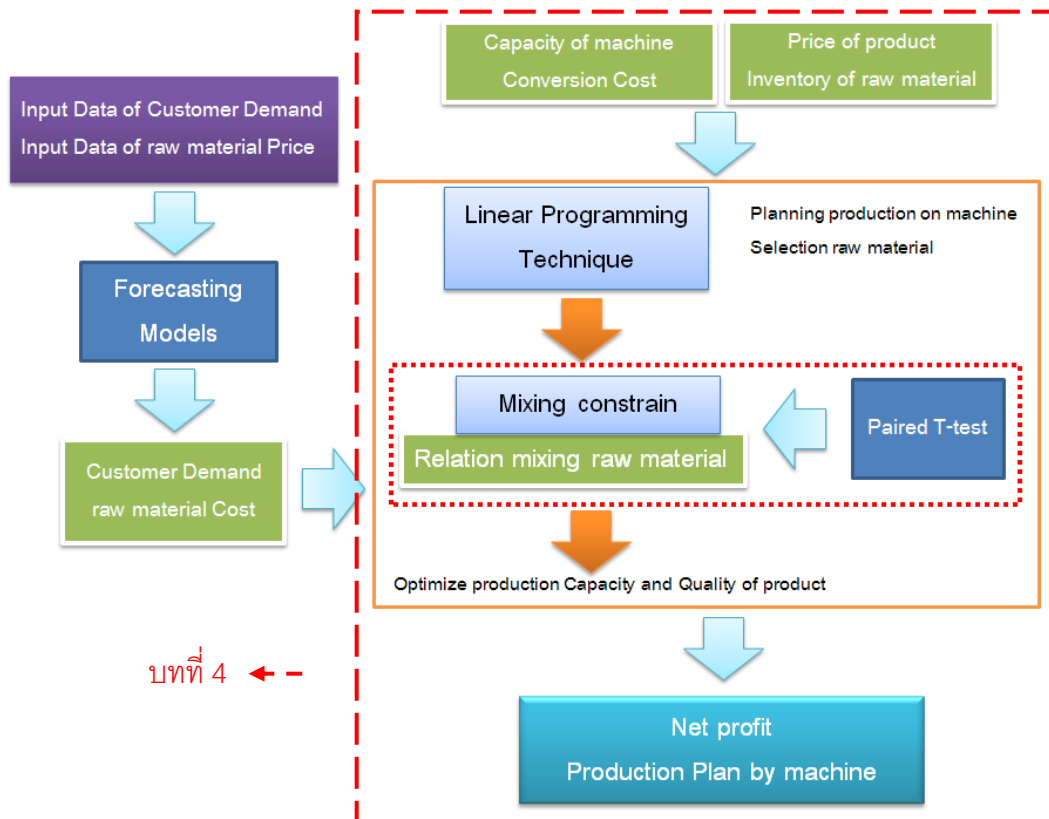 Input Data of Customer Demand
Input Data of raw material Price
Forecasting
Models
Customer Demand
raw material Cost
บทที่ 4
Capacity of machine
Conversion Cost
Price of product
Inventory of raw material
Linear Programming
Technique
Planning production on machine
Selection raw material
Mixing constrain
Relation mixing raw material
Paired T-test
Optimize production Capacity and Quality of product
Net profit
Production Plan by machine